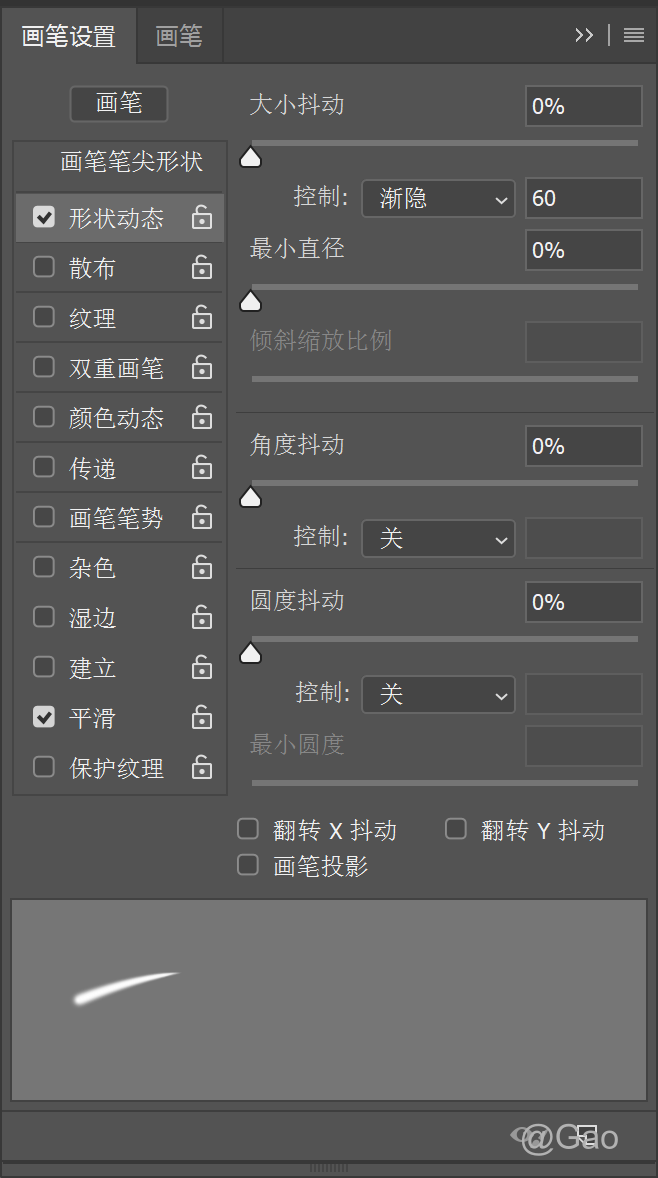 画笔设置 画笔
画笔
画笔笔尖形状
形状动态
散布
纹理
双重画笔
颜色动态
传递
画笔笔势
杂色
湿边
建立
平滑
保护纹理
大小抖动 0%
控制: 渐隐 60
最小直径 0%
倾斜缩放比例
角度抖动 0%
控制: 关
圆度抖动 0%
控制: 关
最小圆度
翻转 X 抖动 翻转 Y 抖动
画笔投影
@Gao